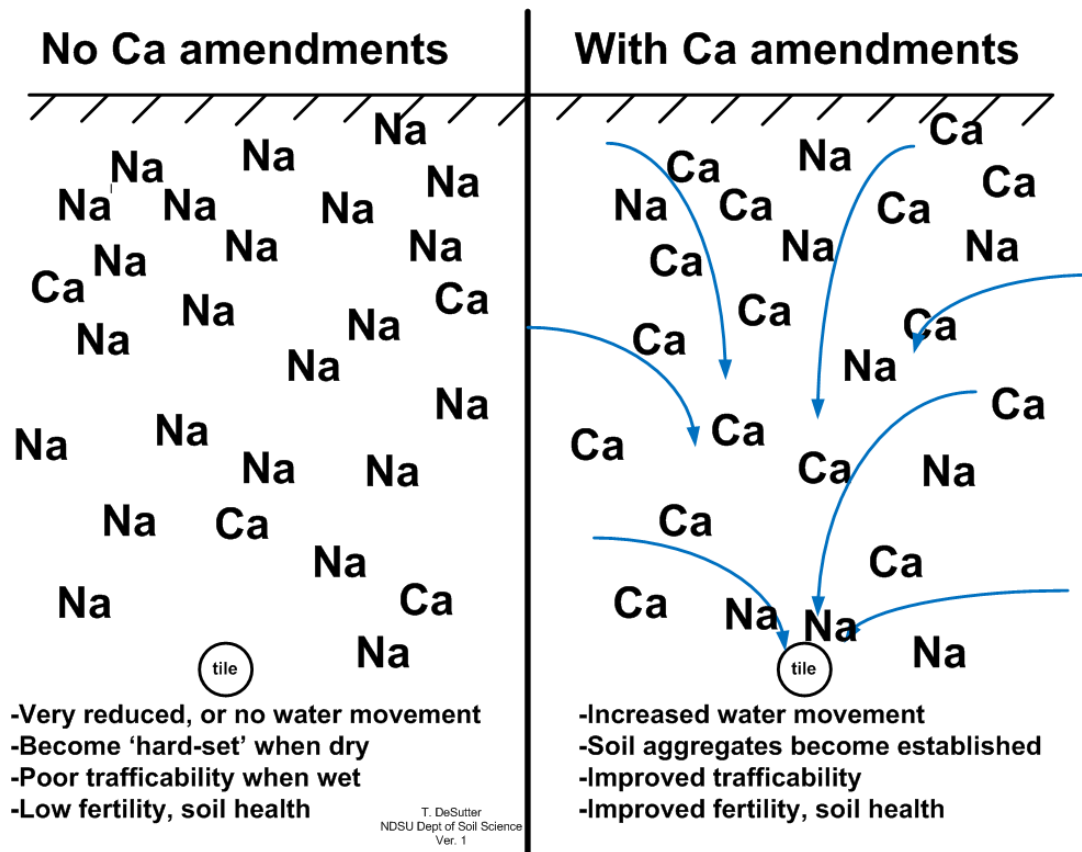 No Ca amendments
Na
Na Na
Na
Na Na Na
Na Na
Na
Ca Ca
Na Na
Na
Na
Na
Na Na
Na Na
Na Ca
Na
Na Ca
Na
tile
-Very reduced, or no water movement
-Become ‘hard-set’ when dry
-Poor trafficability when wet
-Low fertility, soil health
T. DeSutter
NDSU Dept of Soil Science
Ver. 1
With Ca amendments
Ca
Ca Na Ca
Na Ca Ca
Na Na
Ca
Ca Ca
Ca
Na
Ca
Ca Ca
Ca Na
Ca
Ca
Ca Na Na
Na
tile
-Increased water movement
-Soil aggregates become established
-Improved trafficability
-Improved fertility, soil health